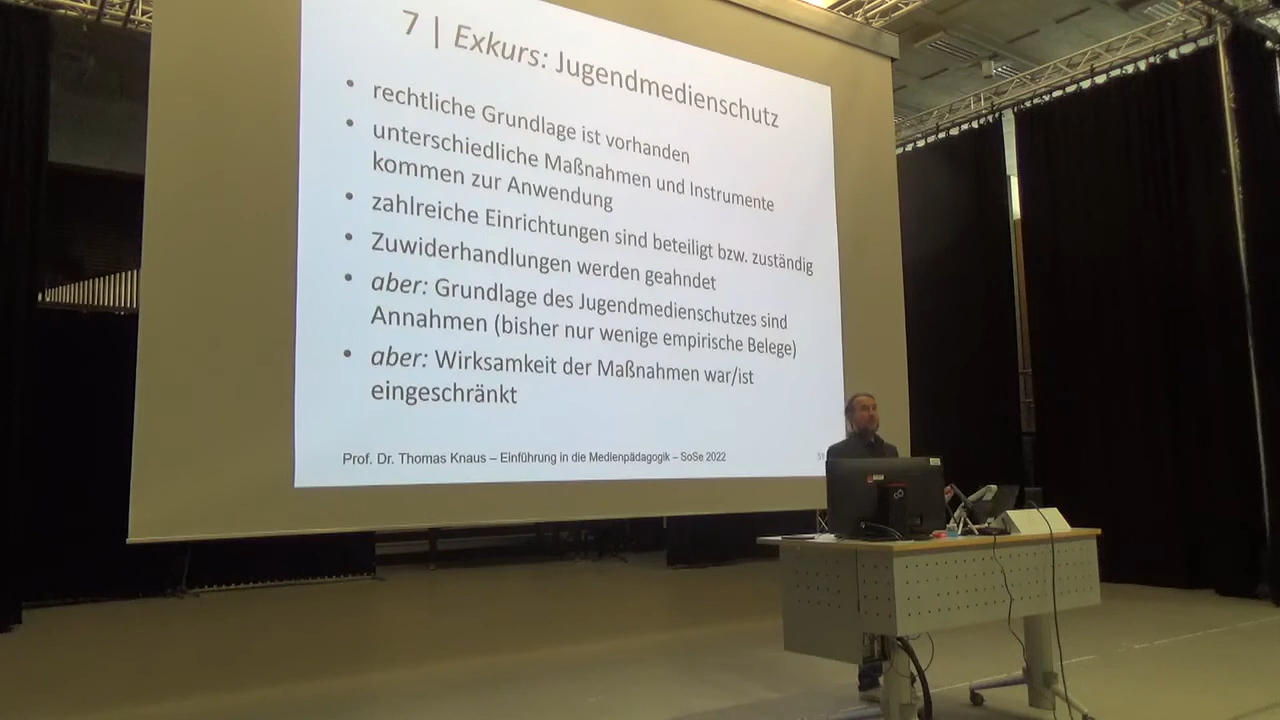 7 | Exkurs: Jugendmedienschutz
• rechtliche Grundlage ist vorhanden
• unterschiedliche Maßnahmen und Instrumente
kommen zur Anwendung
• zahlreiche Einrichtungen sind beteiligt bzw. zuständig
• Zuwiderhandlungen werden geahndet
• aber: Grundlage des Jugendmedienschutzes sind
Annahmen (bisher nur wenige empirische Belege)
• aber: Wirksamkeit der Maßnahmen war/ist
eingeschränkt
Prof. Dr. Thomas Knaus – Einführung in die Medienpädagogik – SoSe 2022